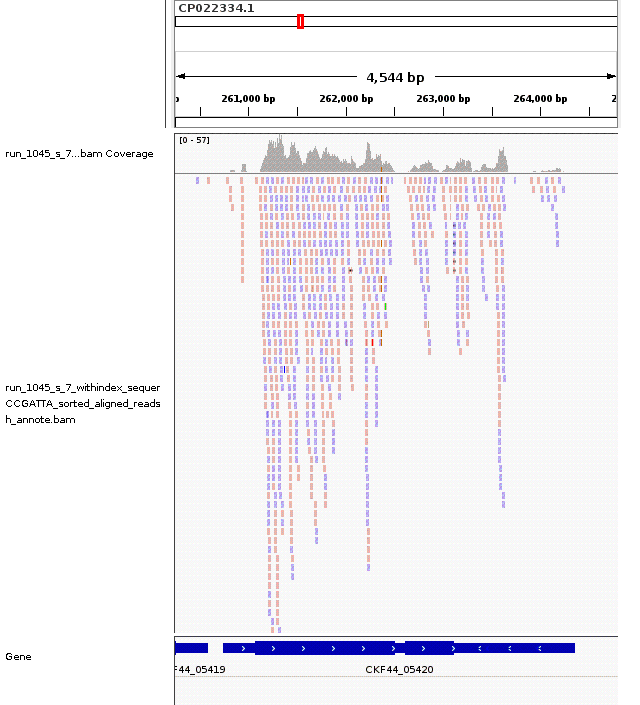 CP022334.1
4,544 bp
261,000 bp 262,000 bp 263,000 bp 264,000 bp 2
[0 - 57]
run_1045_s_7...bam Coverage
run_1045_s_7_withindex_sequer
CCGATTA_sorted_aligned_reads
h_annote.bam
Gene
F44_05419 CKF44_05420